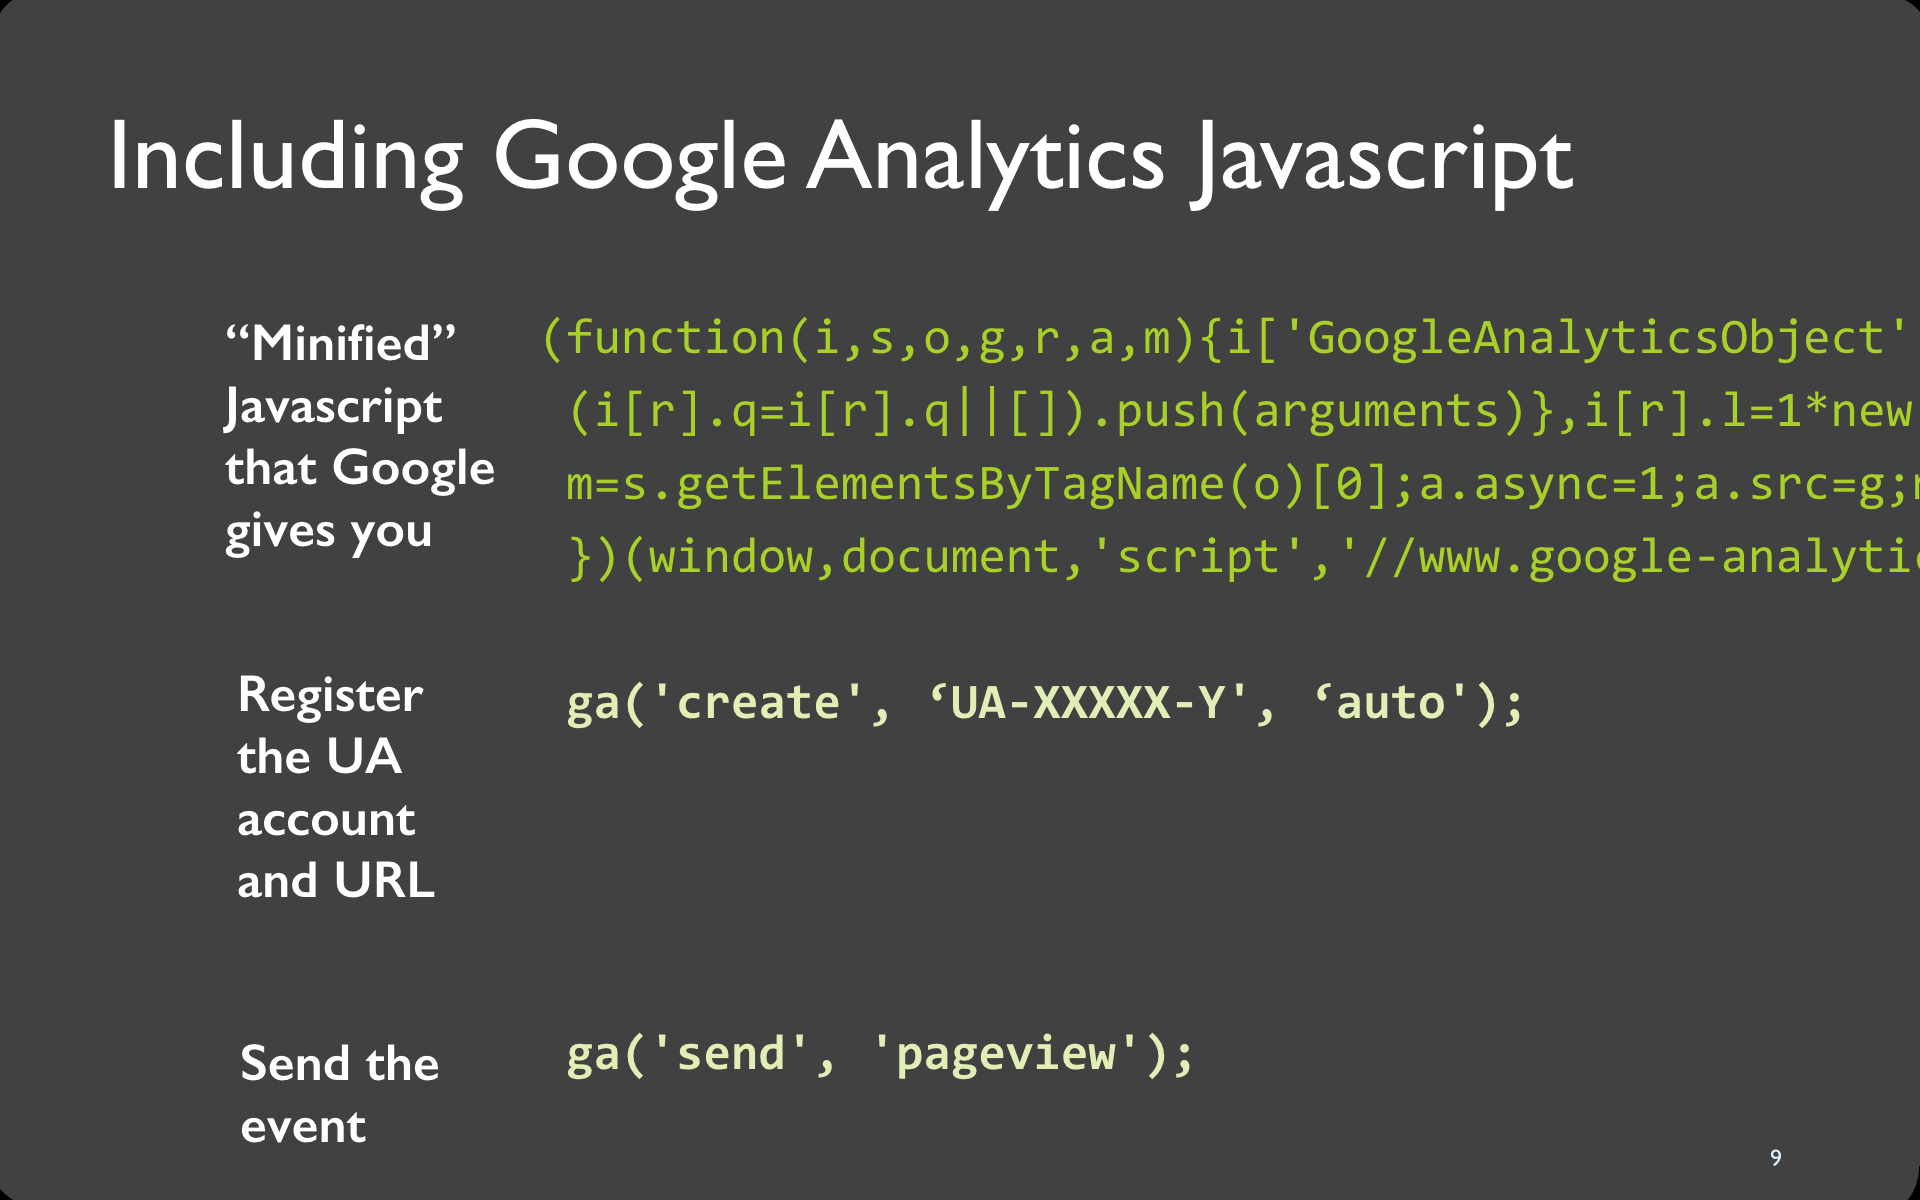 Including Google Analytics Javascript
“Minified”
Javascript
that Google
gives you
(function(i,s,o,g,r,a,m){i['GoogleAnalyticsObject'
(i[r].q=i[r].q||[]).push(arguments)},i[r].l=1*new
m=s.getElementsByTagName(o)[0];a.async=1;a.src=g;
})(window,document,'script','//www.google-analytic
Register
the UA
account
and URL
ga('create', ‘UA-XXXXX-Y', ‘auto');
Send the
event
ga('send', 'pageview');
9